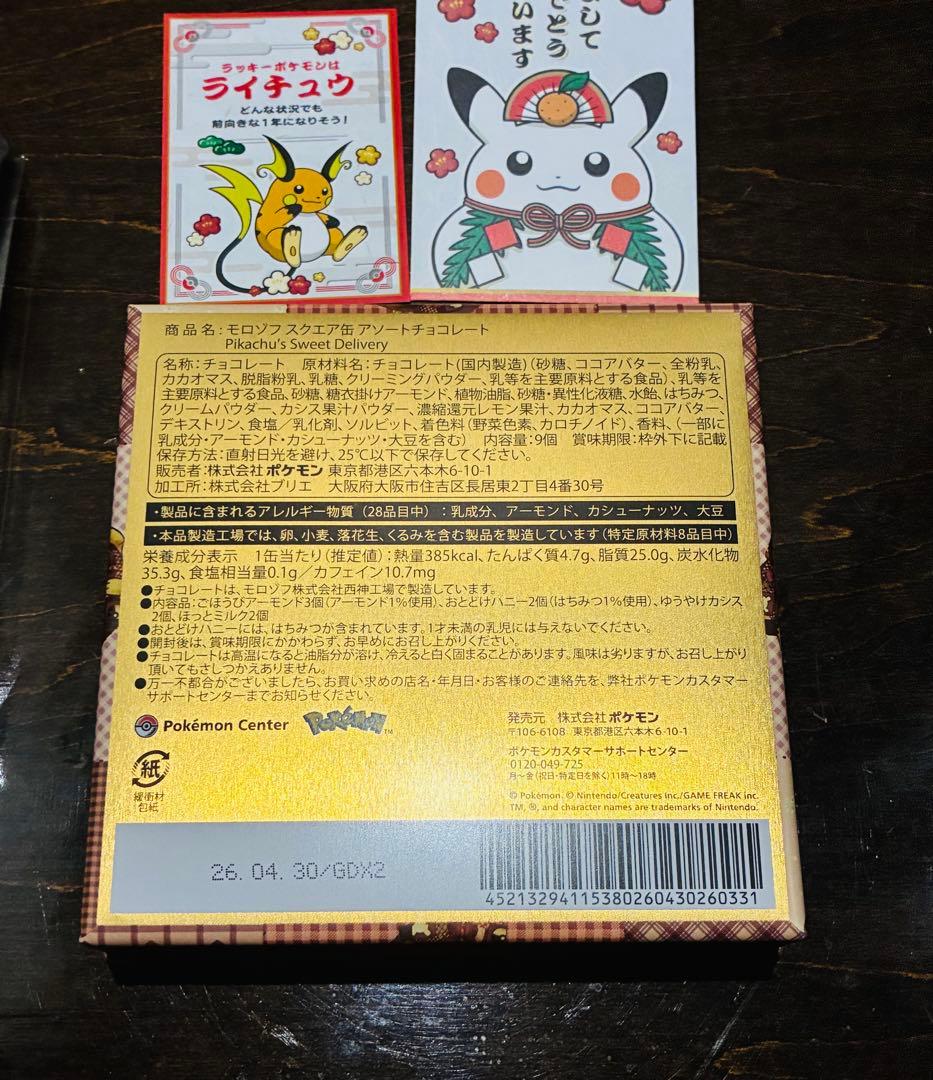 ラッキーポケモンは
ライチュウ
どんな状況でも
前向きな1年になりそう!
して
とう
います
商品名:モロゾフ スクエア缶 アソートチョコレート
Pikachu's Sweet Delivery
名称:チョコレート 原材料名:チョコレート(国内製造)(砂糖、ココアバター、全粉乳、
カカオマス、脱脂粉乳、乳糖、クリーミングパウダー、乳等を主要原料とする食品)、乳等を
主要原料とする食品、砂糖、糖衣掛けアーモンド、植物油脂、砂糖・異性化液糖、水飴、はちみつ、
クリームパウダー、カシス果汁パウダー、濃縮還元レモン果汁、カカオマス、ココアバター、
デキストリン、食塩/乳化剤、ソルビット、着色料(野菜色素、カロチノイド)、香料、(一部に
乳成分・アーモンド・カシューナッツ・大豆を含む) 内容量:9個 賞味期限:枠外下に記載
保存方法:直射日光を避け、25℃以下で保存してください。
販売者:株式会社ポケモン 東京都港区六本木6-10-1
加工所:株式会社プリエ 大阪府大阪市住吉区長居東2丁目4番30号
・製品に含まれるアレルギー物質(28品目中):乳成分、アーモンド、カシューナッツ、大豆
・本品製造工場では、卵、小麦、落花生、くるみを含む製品を製造しています(特定原材料8品目中)
栄養成分表示 1缶当たり(推定値):熱量385kcal、たんぱく質4.7g、脂質25.0g、炭水化物
35.3g、食塩相当量0.1g/カフェイン10.7mg
●チョコレートは、モロゾフ株式会社西神工場で製造しています。
●内容品:ごほうびアーモンド3個(アーモンド1%使用)、おとどけハニー2個(はちみつ1%使用)、ゆうやけカシス
2個、ほっとミルク2個
●おとどけハニーには、はちみつが含まれています。1才未満の乳児には与えないでください。
●開封後は、賞味期限にかかわらず、お早めにお召し上がりください。
●チョコレートは高温になると油脂分が溶け、冷えると白く固まることがあります。風味は劣りますが、お召し上がり
頂いてもさしつかえありません。
●万一不都合がございましたら、お買い求めの店名・年月日・お客様のご連絡先を、弊社ポケモンカスタマー
サポートセンターまでお知らせください。
Pokémon Center
POKéMON TM
発売元 株式会社ポケモン
〒106-6108 東京都港区六本木6-10-1
ポケモンカスタマーサポートセンター
0120-049-725
月~金(祝日・特定日を除く)11時~18時
紙
緩衝材
包紙
© Pokémon. © Nintendo/Creatures Inc./GAME FREAK inc.
TM, ®, and character names are trademarks of Nintendo.
26. 04. 30/GDX2
45213294115380260430260331